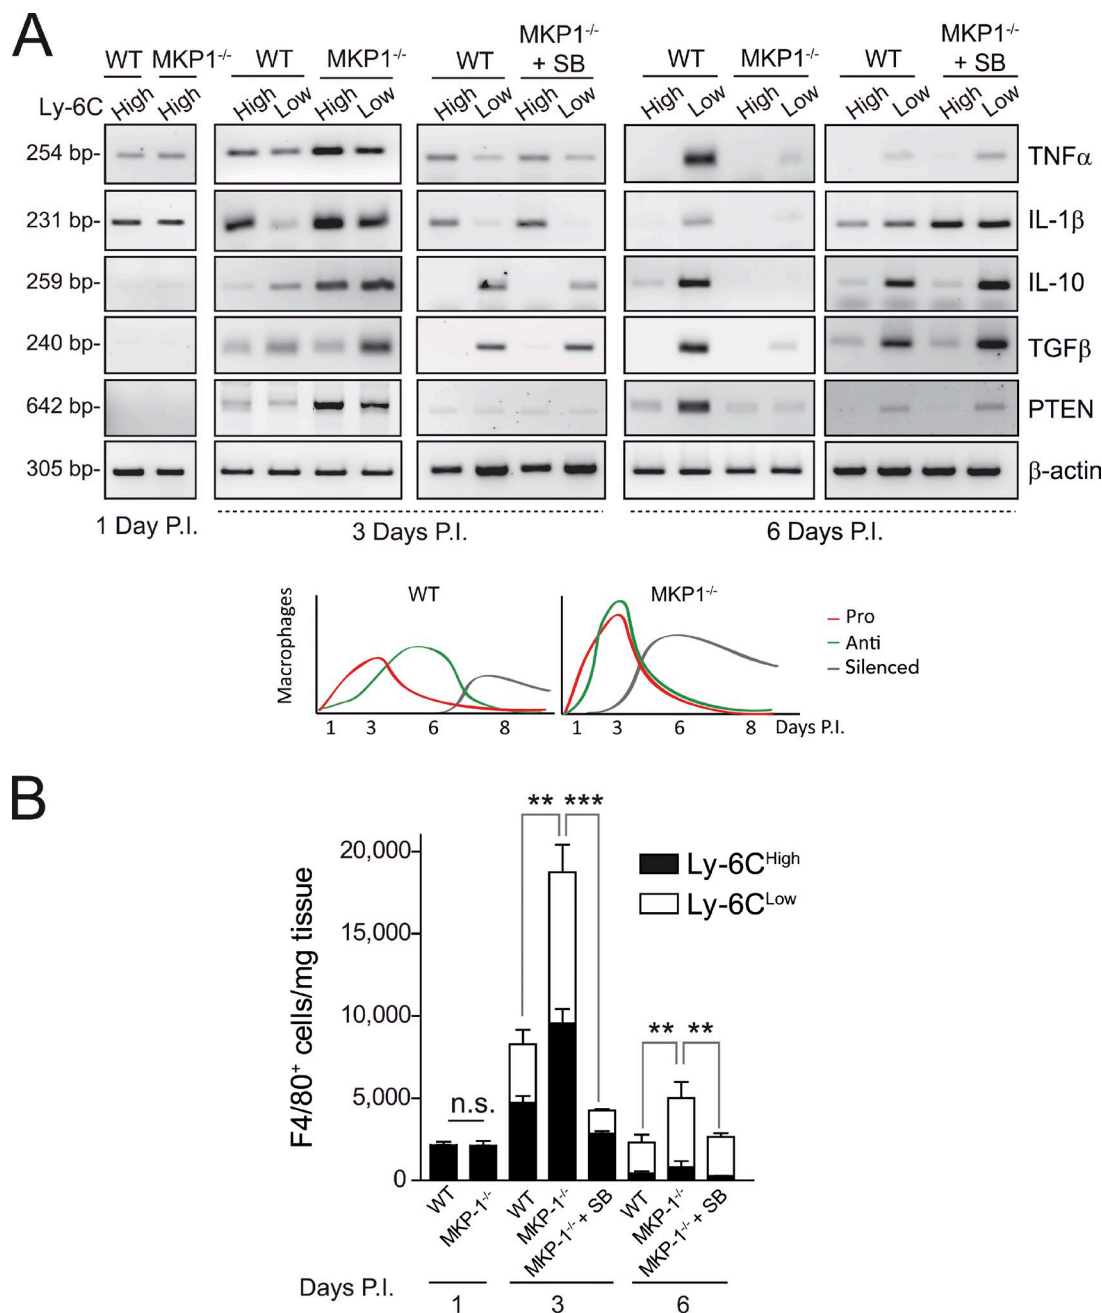 A
WT MKP1-/- WT MKP1-/- WT MKP1-/- + SB WT MKP1-/- WT MKP1-/- + SB
Ly-6C High High High Low High Low High Low High Low High Low High Low High Low High Low
254 bp- TNFα
231 bp- IL-1β
259 bp- IL-10
240 bp- TGFβ
642 bp- PTEN
305 bp- β-actin
1 Day P.I. 3 Days P.I. 6 Days P.I.
WT MKP1-/-
Macrophages
Pro
Anti
Silenced
1 3 6 8 1 3 6 8 Days P.I.
B
** ***
20,000
15,000
10,000
5,000
0
F4/80+ cells/mg tissue
Ly-6CHigh
Ly-6CLow
** **
n.s.
WT MKP-1-/- WT MKP-1-/- MKP-1-/- + SB WT MKP-1-/- MKP-1-/- + SB
Days P.I. 1 3 6